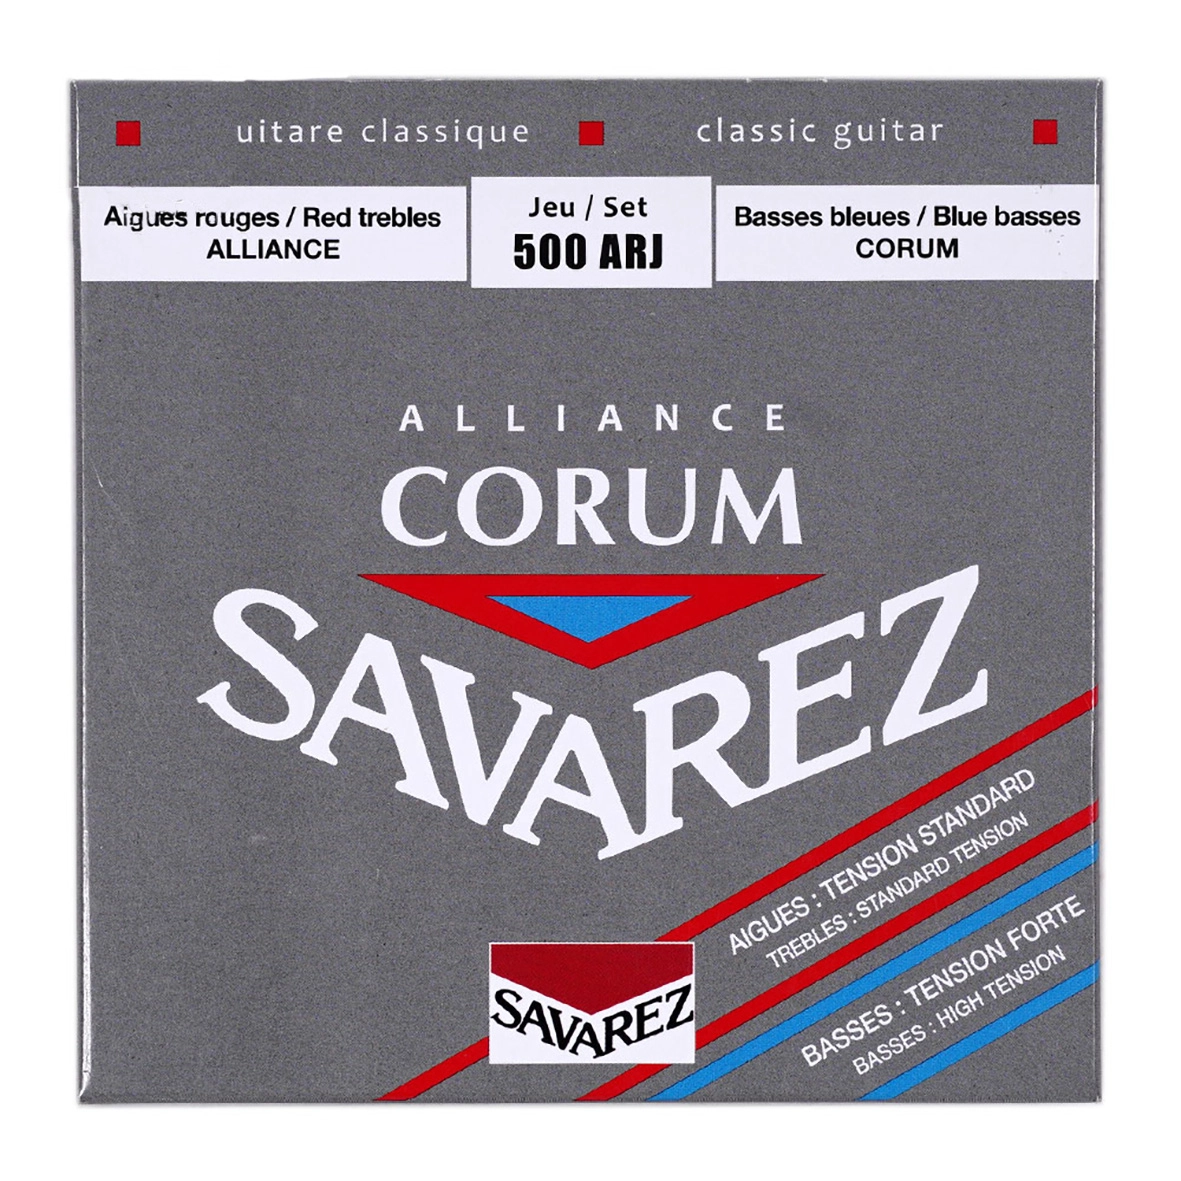 uitare classique
classic guitar
Aigues rouges / Red trebles
ALLIANCE
Jeu / Set
500 ARJ
Basses bleues / Blue basses
CORUM
ALLIANCE
CORUM
SAVAREZ
AIGUES : TENSION STANDARD
TREBLES : STANDARD TENSION
BASSES : TENSION FORTE
BASSES : HIGH TENSION
SAVAREZ